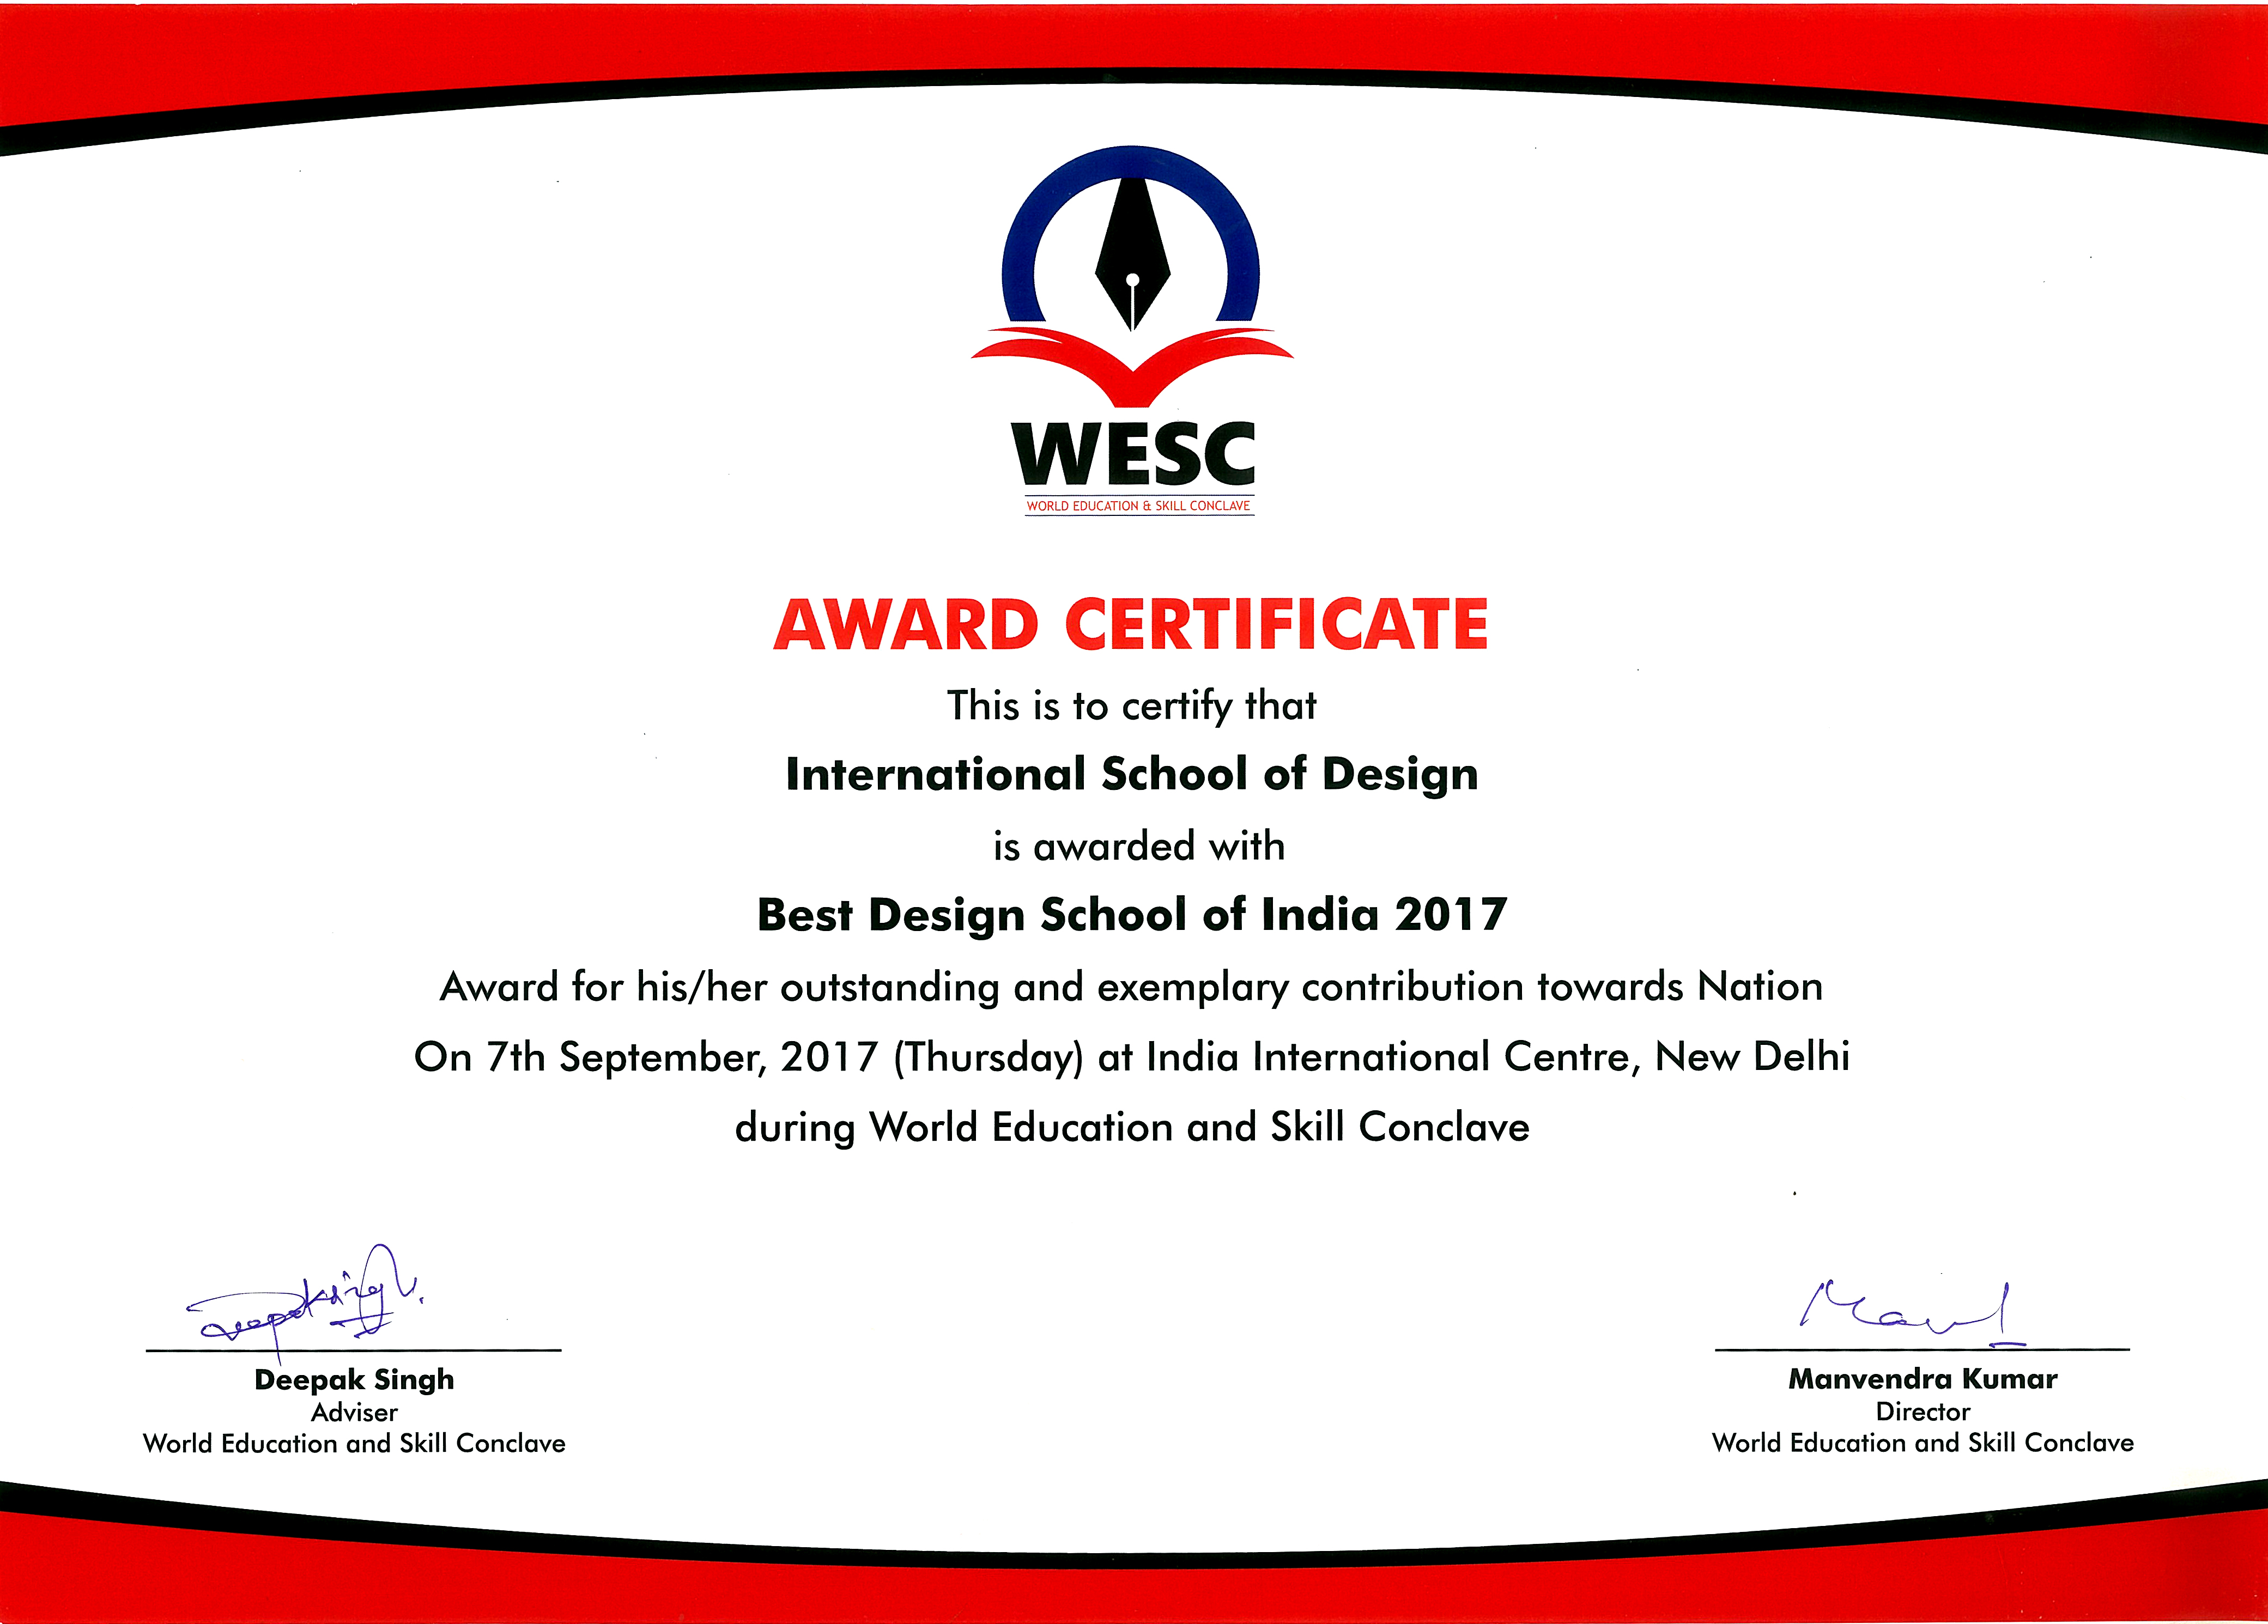 WESC
WORLD EDUCATION & SKILL CONCLAVE
AWARD CERTIFICATE
This is to certify that
International School of Design
is awarded with
Best Design School of India 2017
Award for his/her outstanding and exemplary contribution towards Nation
On 7th September, 2017 (Thursday) at India International Centre, New Delhi
during World Education and Skill Conclave
Deepak Singh
Adviser
World Education and Skill Conclave
Manvendra Kumar
Director
World Education and Skill Conclave